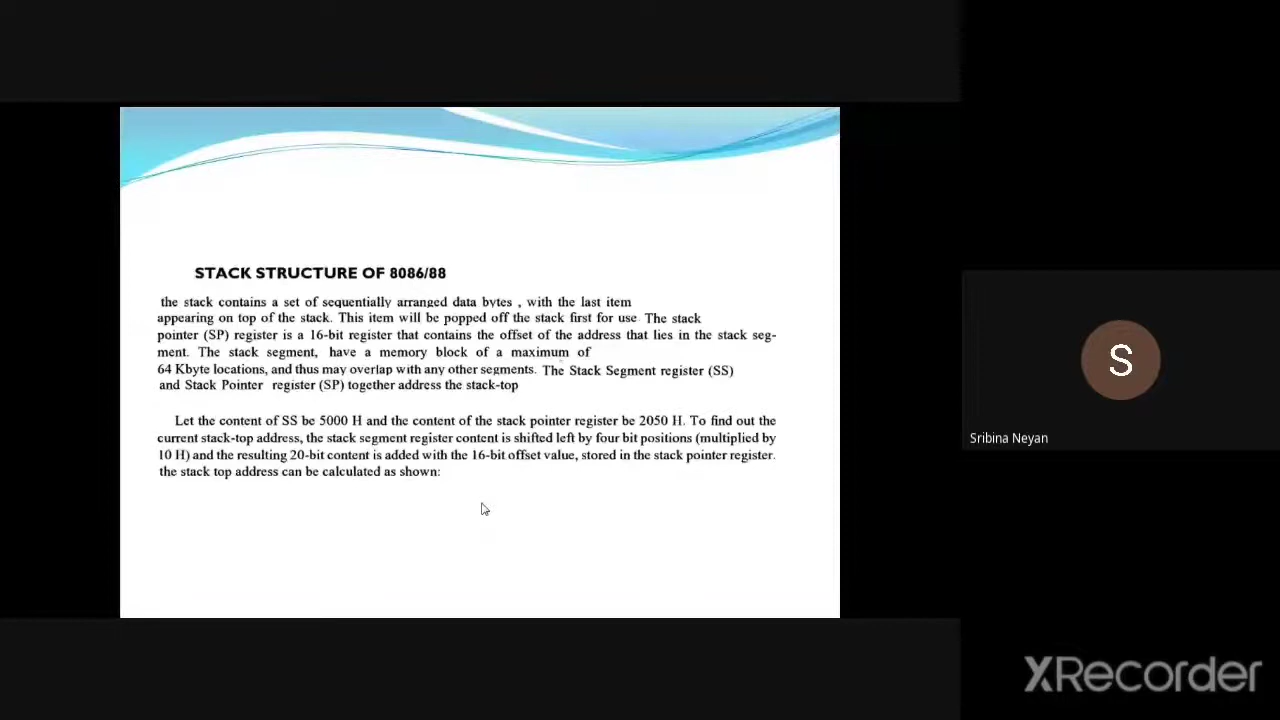 STACK STRUCTURE OF 8086/88
the stack contains a set of sequentially arranged data bytes , with the last item
appearing on top of the stack. This item will be popped off the stack first for use. The stack
pointer (SP) register is a 16-bit register that contains the offset of the address that lies in the stack seg-
ment. The stack segment, have a memory block of a maximum of
64 Kbyte locations, and thus may overlap with any other segments. The Stack Segment register (SS)
and Stack Pointer register (SP) together address the stack-top
Let the content of SS be 5000 H and the content of the stack pointer register be 2050 H. To find out the
current stack-top address, the stack segment register content is shifted left by four bit positions (multiplied by
10 H) and the resulting 20-bit content is added with the 16-bit offset value, stored in the stack pointer register.
the stack top address can be calculated as shown:
S
Sribina Neyan
XRecorder